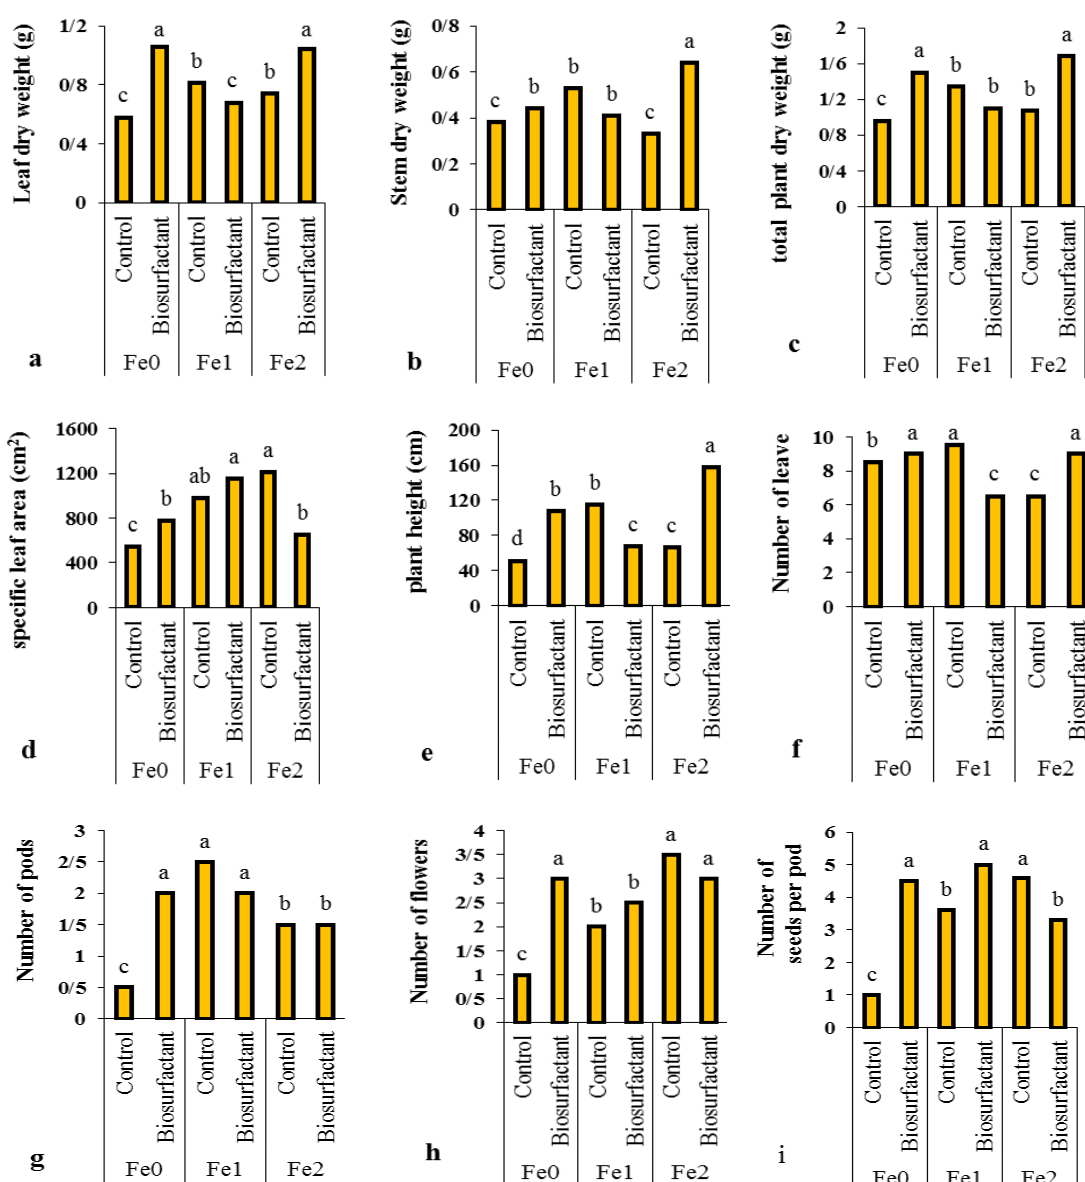 Leaf dry weight (g)
1/2
0/8
0/4
0
c
a
b
c
b
a
Control
Biosurfactant
Control
Biosurfactant
Control
Biosurfactant
Fe0
Fe1
Fe2
a
Stem dry weight (g)
0/8
0/6
0/4
0/2
0
c
b
b
b
c
a
Control
Biosurfactant
Control
Biosurfactant
Control
Biosurfactant
Fe0
Fe1
Fe2
b
total plant dry weight (g)
2
1/6
1/2
0/8
0/4
0
c
a
b
b
b
a
Control
Biosurfactant
Control
Biosurfactant
Control
Biosurfactant
Fe0
Fe1
Fe2
c
specific leaf area (cm²)
1600
1200
800
400
0
c
b
ab
a
a
b
Control
Biosurfactant
Control
Biosurfactant
Control
Biosurfactant
Fe0
Fe1
Fe2
d
plant height (cm)
200
160
120
80
40
0
d
b
b
c
c
a
Control
Biosurfactant
Control
Biosurfactant
Control
Biosurfactant
Fe0
Fe1
Fe2
e
Number of leave
10
8
6
4
2
0
b
a
a
c
c
a
Control
Biosurfactant
Control
Biosurfactant
Control
Biosurfactant
Fe0
Fe1
Fe2
f
Number of pods
3
2/5
2
1/5
1
0/5
0
c
a
a
a
b
b
Control
Biosurfactant
Control
Biosurfactant
Control
Biosurfactant
Fe0
Fe1
Fe2
g
Number of flowers
4
3/5
3
2/5
2
1/5
1
0/5
0
c
a
b
b
a
a
Control
Biosurfactant
Control
Biosurfactant
Control
Biosurfactant
Fe0
Fe1
Fe2
h
Number of
seeds per pod
6
5
4
3
2
1
0
c
a
b
a
a
b
Control
Biosurfactant
Control
Biosurfactant
Control
Biosurfactant
Fe0
Fe1
Fe2
i